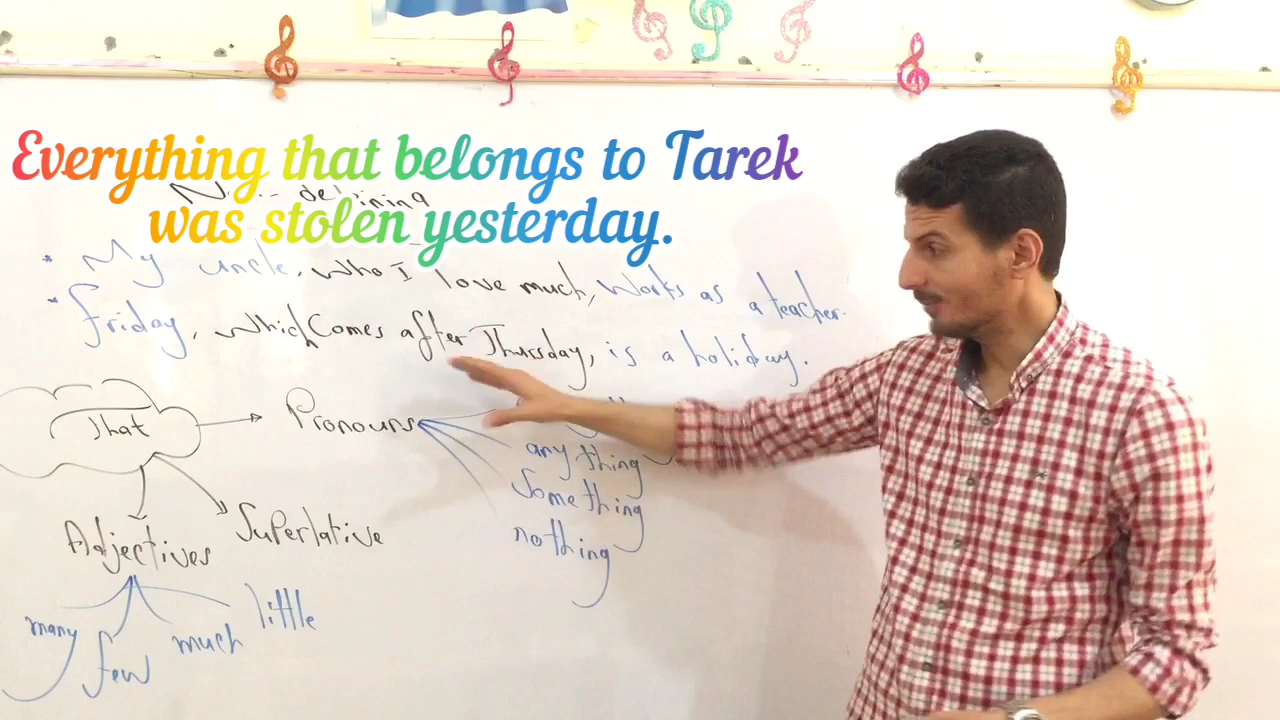 Everything that belongs to Tarek
was stolen yesterday.
defining
My uncle, who I love much, works as a teacher.
Friday, which comes after Thursday, is a holiday.
That
Pronouns
anything
Something
nothing
Adjectives
Superlative
many
few
much
little